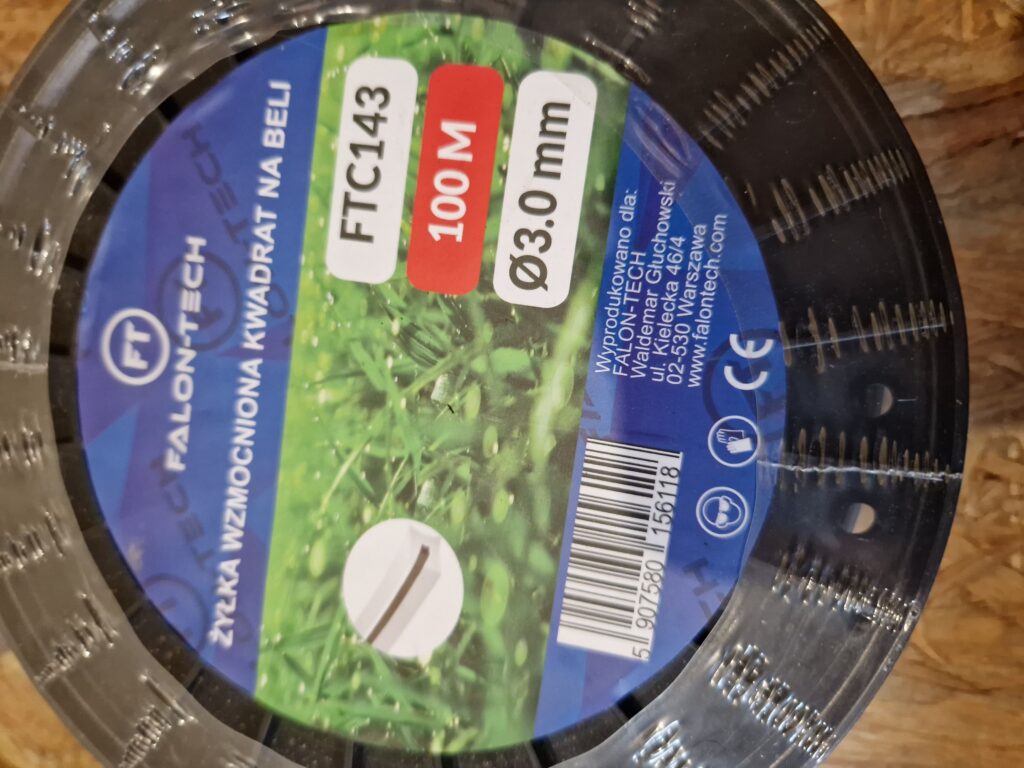 FT
FALON-TECH
ŻYŁKA WZMOCNIONA KWADRAT NA BELI
FTC143
100 M
Ø3.0 mm
Wyprodukowano dla:
FALON-TECH
Waldemar Głuchowski
ul. Kielecka 46/4
02-530 Warszawa
www.falontech.com
CE
5 907580 156118